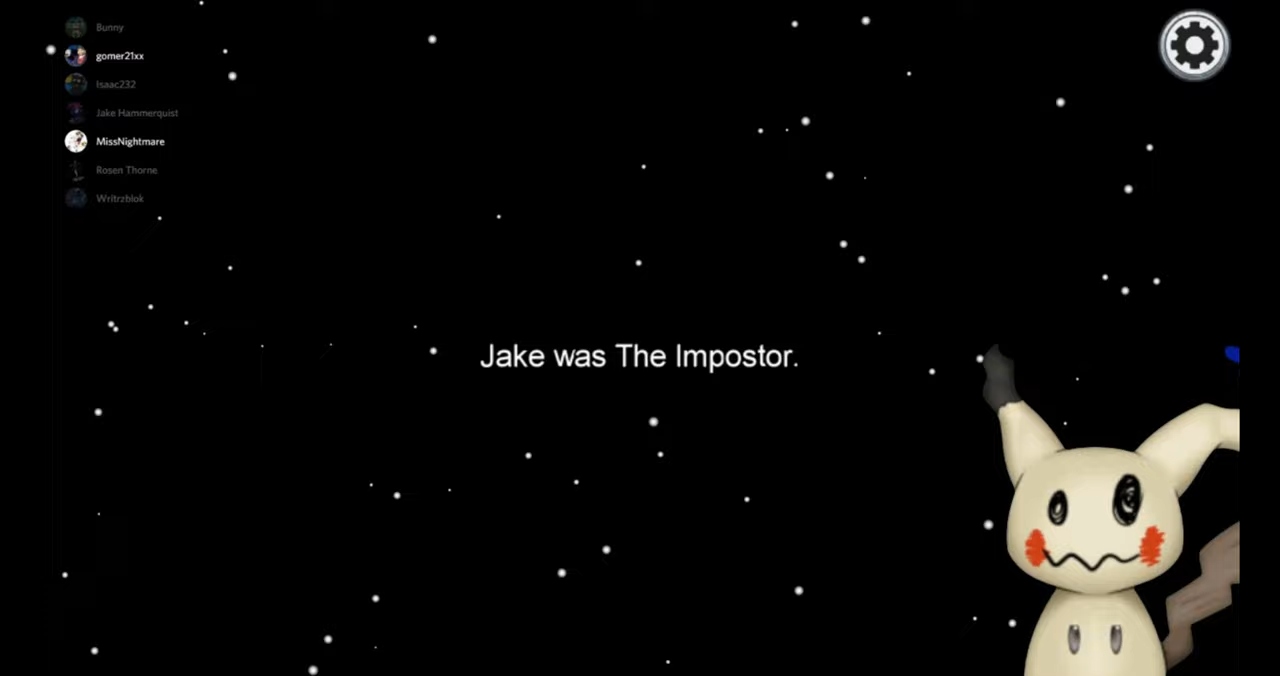 Bunny
gomer21xx
Isaac232
Jake Hammerquist
MissNightmare
Rosen Thorne
Writrzblok
Jake was The Impostor.